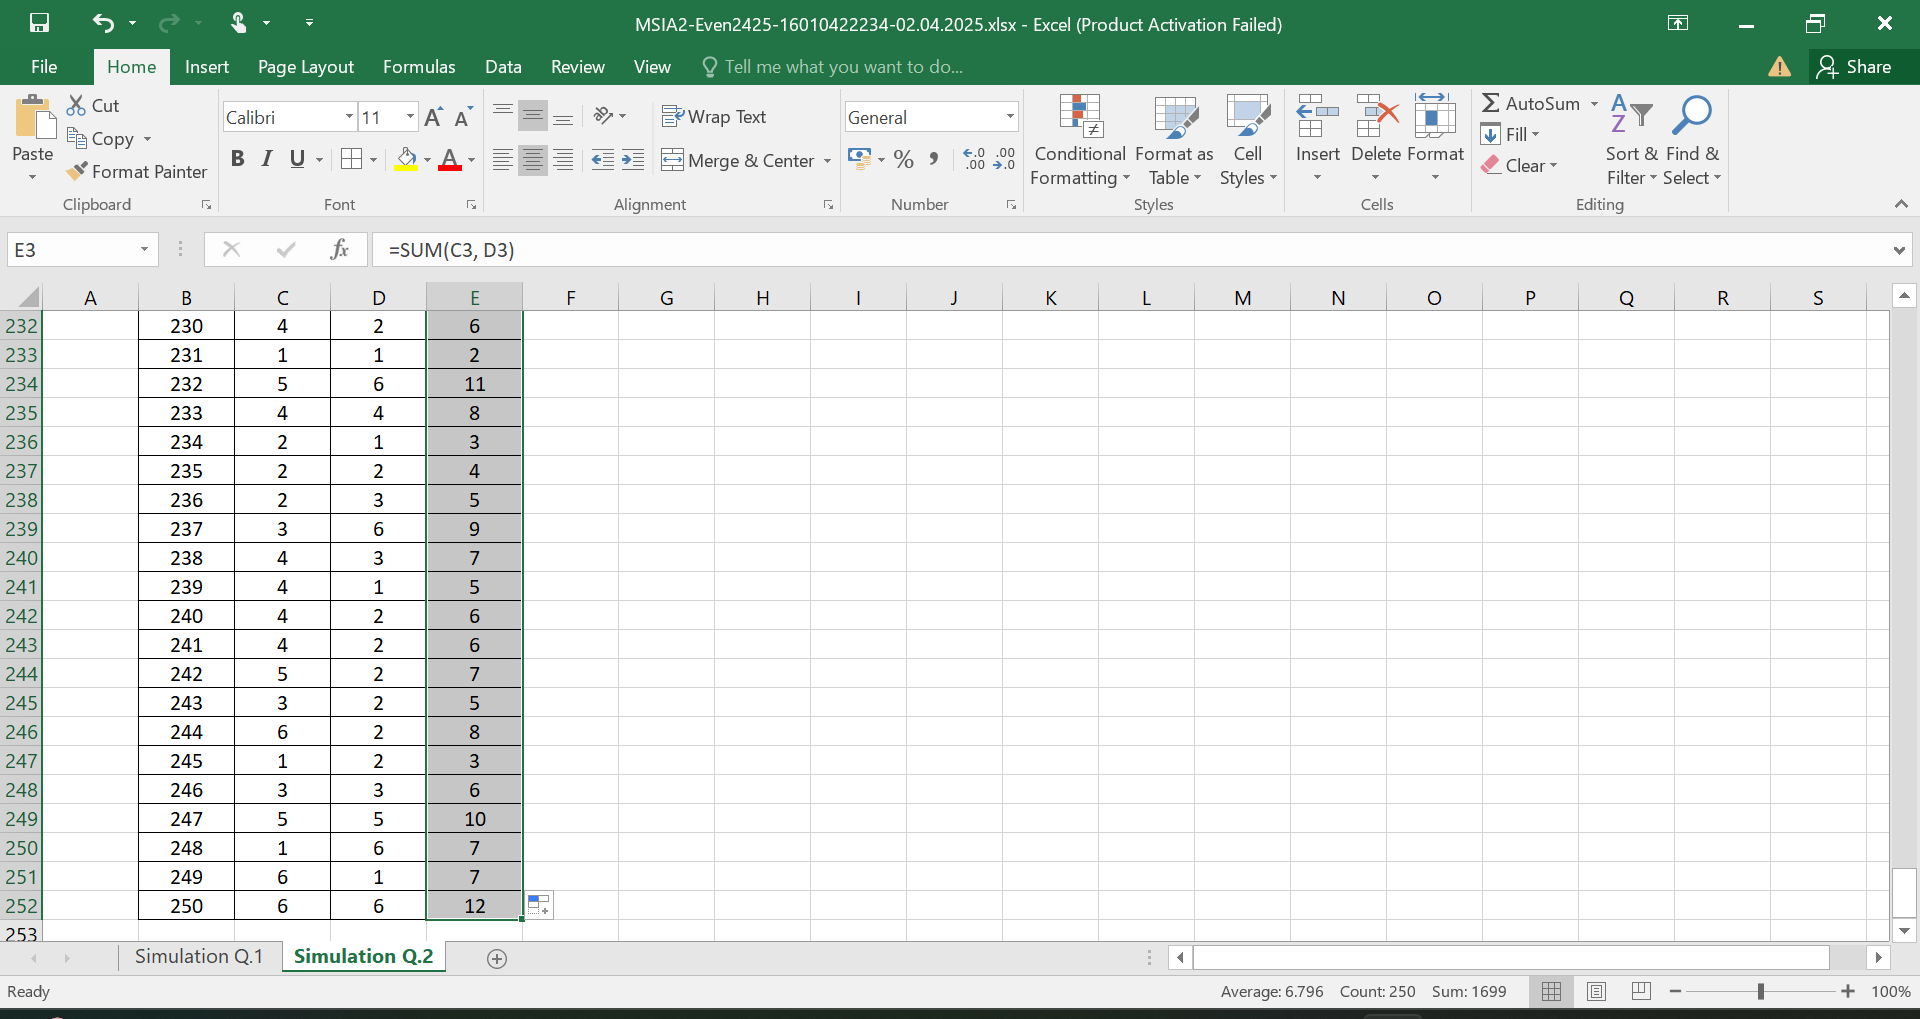 MSIA2-Even2425-16010422234-02.04.2025.xlsx - Excel (Product Activation Failed)
File Home Insert Page Layout Formulas Data Review View Tell me what you want to do... Share
Paste
Cut
Copy
Format Painter
Clipboard
Calibri 11
B I U
Font
Wrap Text
Merge & Center
Alignment
General
%
Number
Conditional Formatting
Format as Table
Cell Styles
Styles
Insert
Delete
Format
Cells
AutoSum
Fill
Clear
Sort & Filter
Find & Select
Editing
E3 fx =SUM(C3, D3)
A B C D E F G H I J K L M N O P Q R S
232 230 4 2 6
233 231 1 1 2
234 232 5 6 11
235 233 4 4 8
236 234 2 1 3
237 235 2 2 4
238 236 2 3 5
239 237 3 6 9
240 238 4 3 7
241 239 4 1 5
242 240 4 2 6
243 241 4 2 6
244 242 5 2 7
245 243 3 2 5
246 244 6 2 8
247 245 1 2 3
248 246 3 3 6
249 247 5 5 10
250 248 1 6 7
251 249 6 1 7
252 250 6 6 12
253
Simulation Q.1 Simulation Q.2
Ready Average: 6.796 Count: 250 Sum: 1699 100%